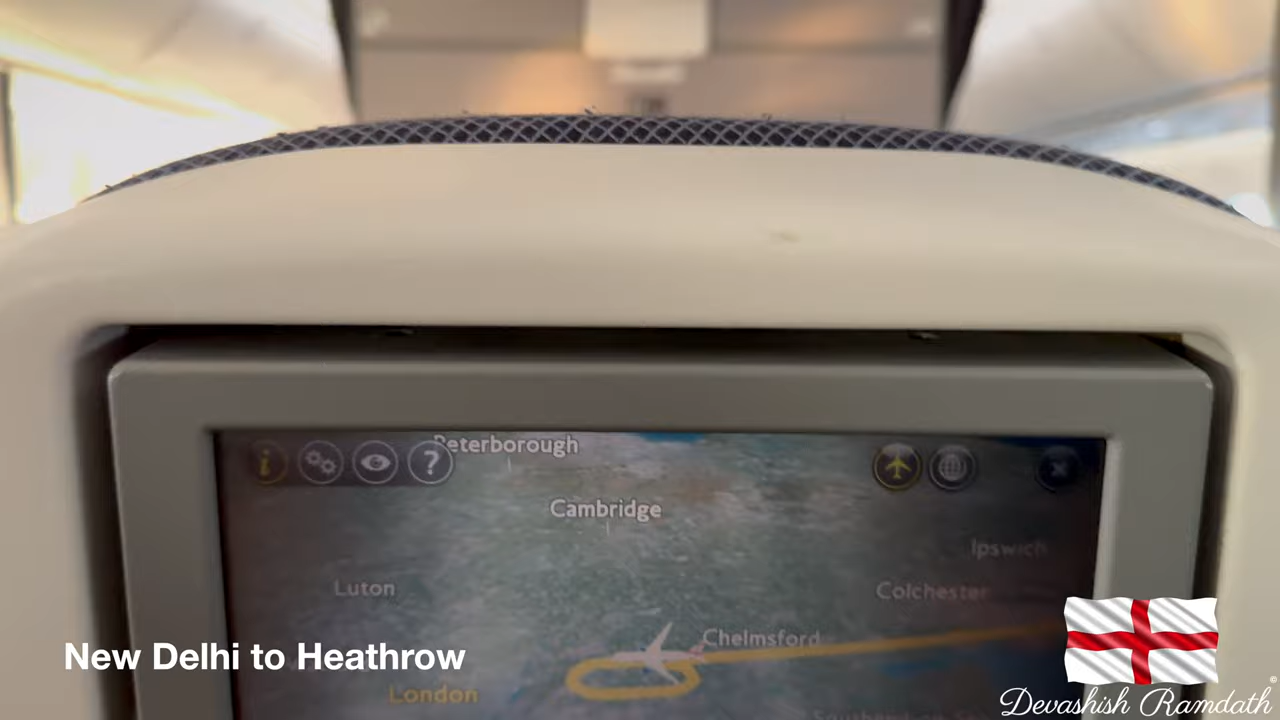 Peterborough
i
?
Cambridge
Ipswich
Luton
Colchester
Chelmsford
New Delhi to Heathrow
London
Devashish Ramdath
©